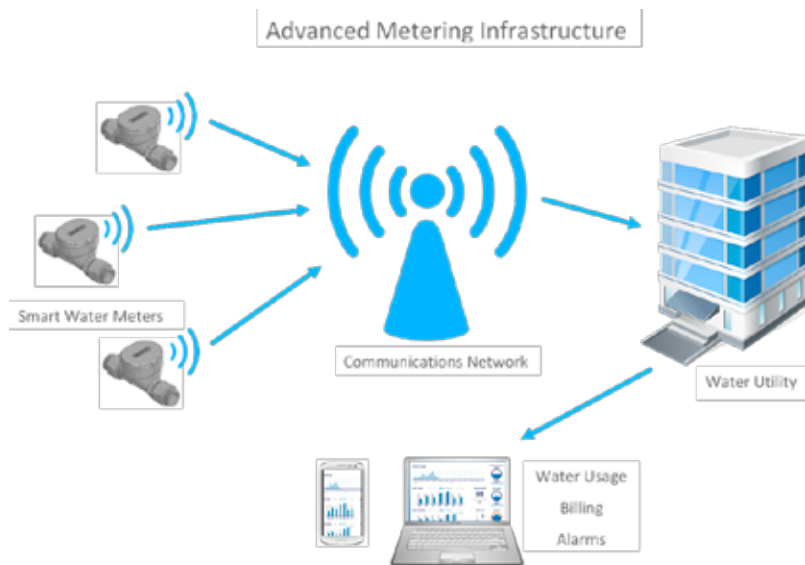 Advanced Metering Infrastructure
Smart Water Meters
Communications Network
Water Utility
Water Usage
Billing
Alarms